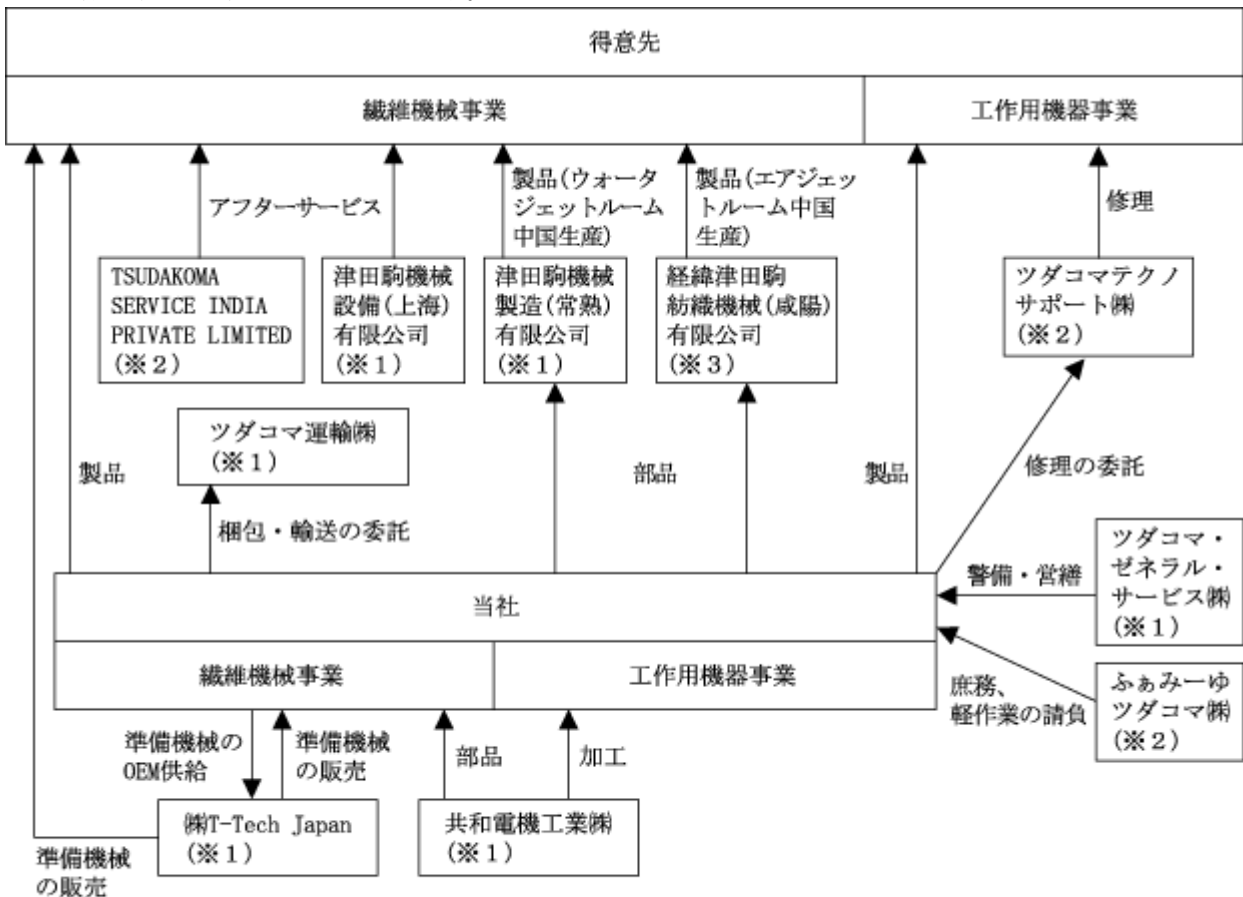 得意先
繊維機械事業
工作用機器事業
アフターサービス
製品(ウォータ
ジェットルーム
中国生産)
製品(エアジェッ
トルーム中国
生産)
修理
TSUDAKOMA
SERVICE INDIA
PRIVATE LIMITED
(※2)
津田駒機械
設備(上海)
有限公司
(※1)
津田駒機械
製造(常熟)
有限公司
(※1)
経緯津田駒
紡織機械(咸陽)
有限公司
(※3)
ツダコマテクノ
サポート㈱
(※2)
ツダコマ運輸㈱
(※1)
製品
部品
製品
修理の委託
梱包・輸送の委託
ツダコマ・
ゼネラル・
サービス㈱
(※1)
警備・営繕
当社
繊維機械事業
工作用機器事業
庶務、
軽作業の請負
ふぁみーゆ
ツダコマ㈱
(※2)
準備機械の
OEM供給
準備機械
の販売
部品
加工
㈱T-Tech Japan
(※1)
共和電機工業㈱
(※1)
準備機械
の販売